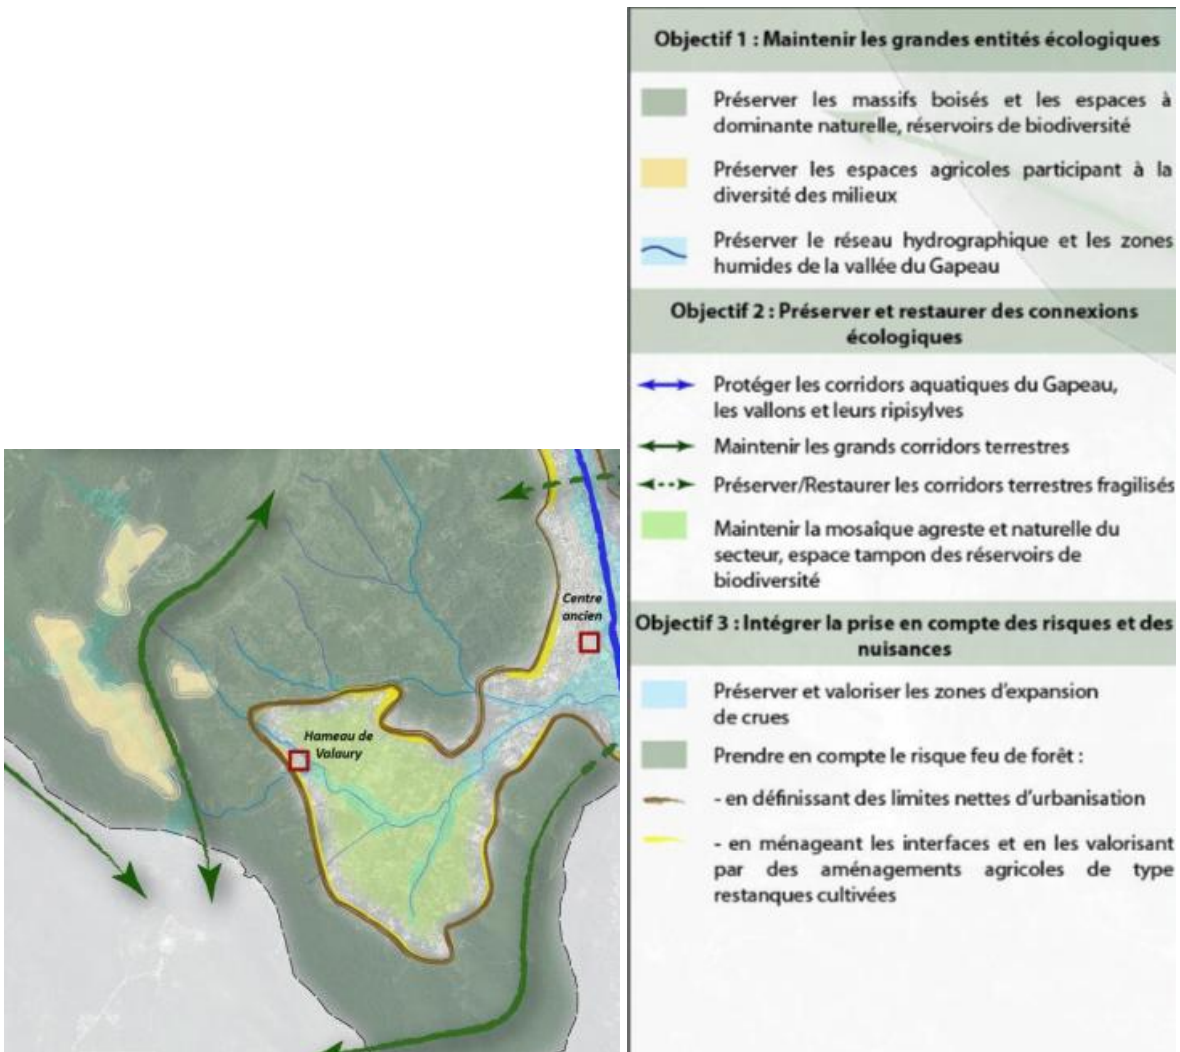 Centre
ancien
Hameau de
Valaury
Objectif 1 : Maintenir les grandes entités écologiques
Préserver les massifs boisés et les espaces à
dominante naturelle, réservoirs de biodiversité
Préserver les espaces agricoles participant à la
diversité des milieux
Préserver le réseau hydrographique et les zones
humides de la vallée du Gapeau
Objectif 2 : Préserver et restaurer des connexions
écologiques
Protéger les corridors aquatiques du Gapeau,
les vallons et leurs ripisylves
Maintenir les grands corridors terrestres
Préserver/Restaurer les corridors terrestres fragilisés
Maintenir la mosaîque agreste et naturelle du
secteur, espace tampon des réservoirs de
biodiversité
Objectif 3 : Intégrer la prise en compte des risques et des
nuisances
Préserver et valoriser les zones d'expansion
de crues
Prendre en compte le risque feu de forêt :
- en définissant des limites nettes d'urbanisation
- en ménageant les interfaces et en les valorisant
par des aménagements agricoles de type
restanques cultivées